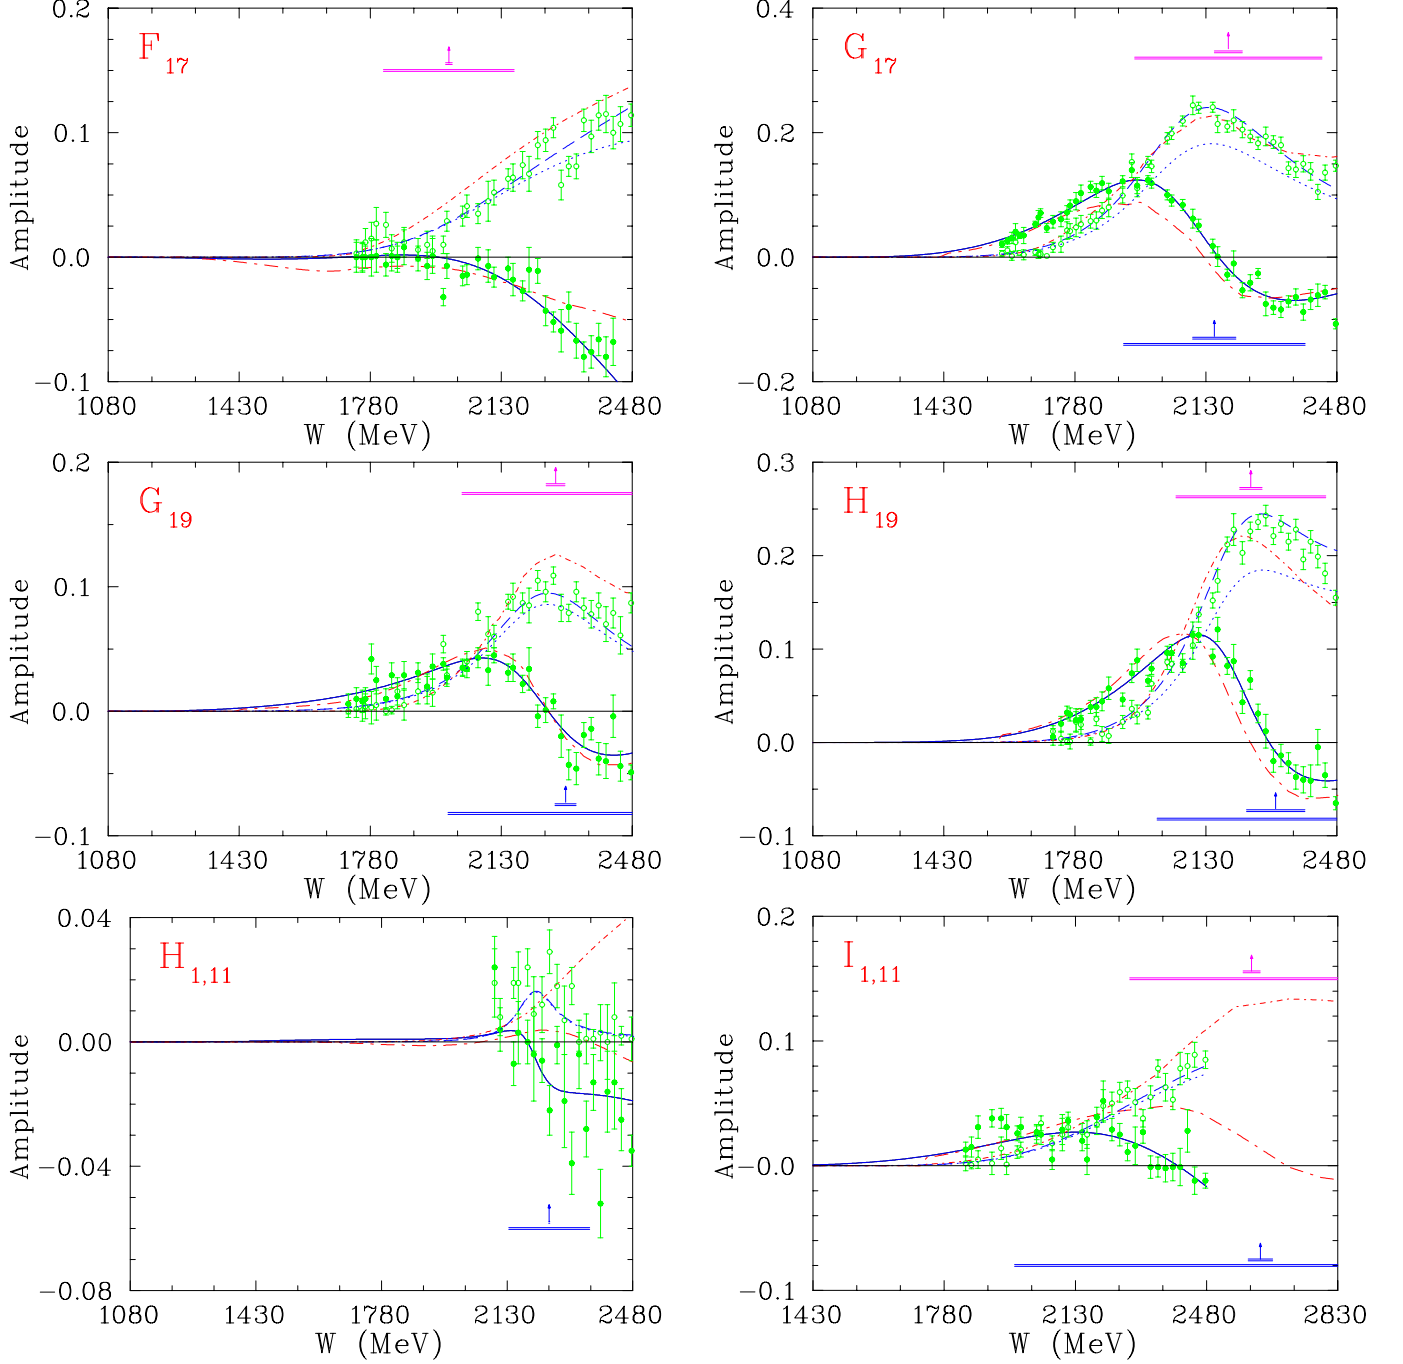 F17
Amplitude
0.2
0.1
0.0
−0.1
1080 1430 1780 2130 2480
W (MeV)
G17
Amplitude
0.4
0.2
0.0
−0.2
1080 1430 1780 2130 2480
W (MeV)
G19
Amplitude
0.2
0.1
0.0
−0.1
1080 1430 1780 2130 2480
W (MeV)
H19
Amplitude
0.3
0.2
0.1
0.0
−0.1
1080 1430 1780 2130 2480
W (MeV)
H1,11
Amplitude
0.04
0.00
−0.04
−0.08
1080 1430 1780 2130 2480
W (MeV)
I1,11
Amplitude
0.2
0.1
−0.0
−0.1
1430 1780 2130 2480 2830
W (MeV)